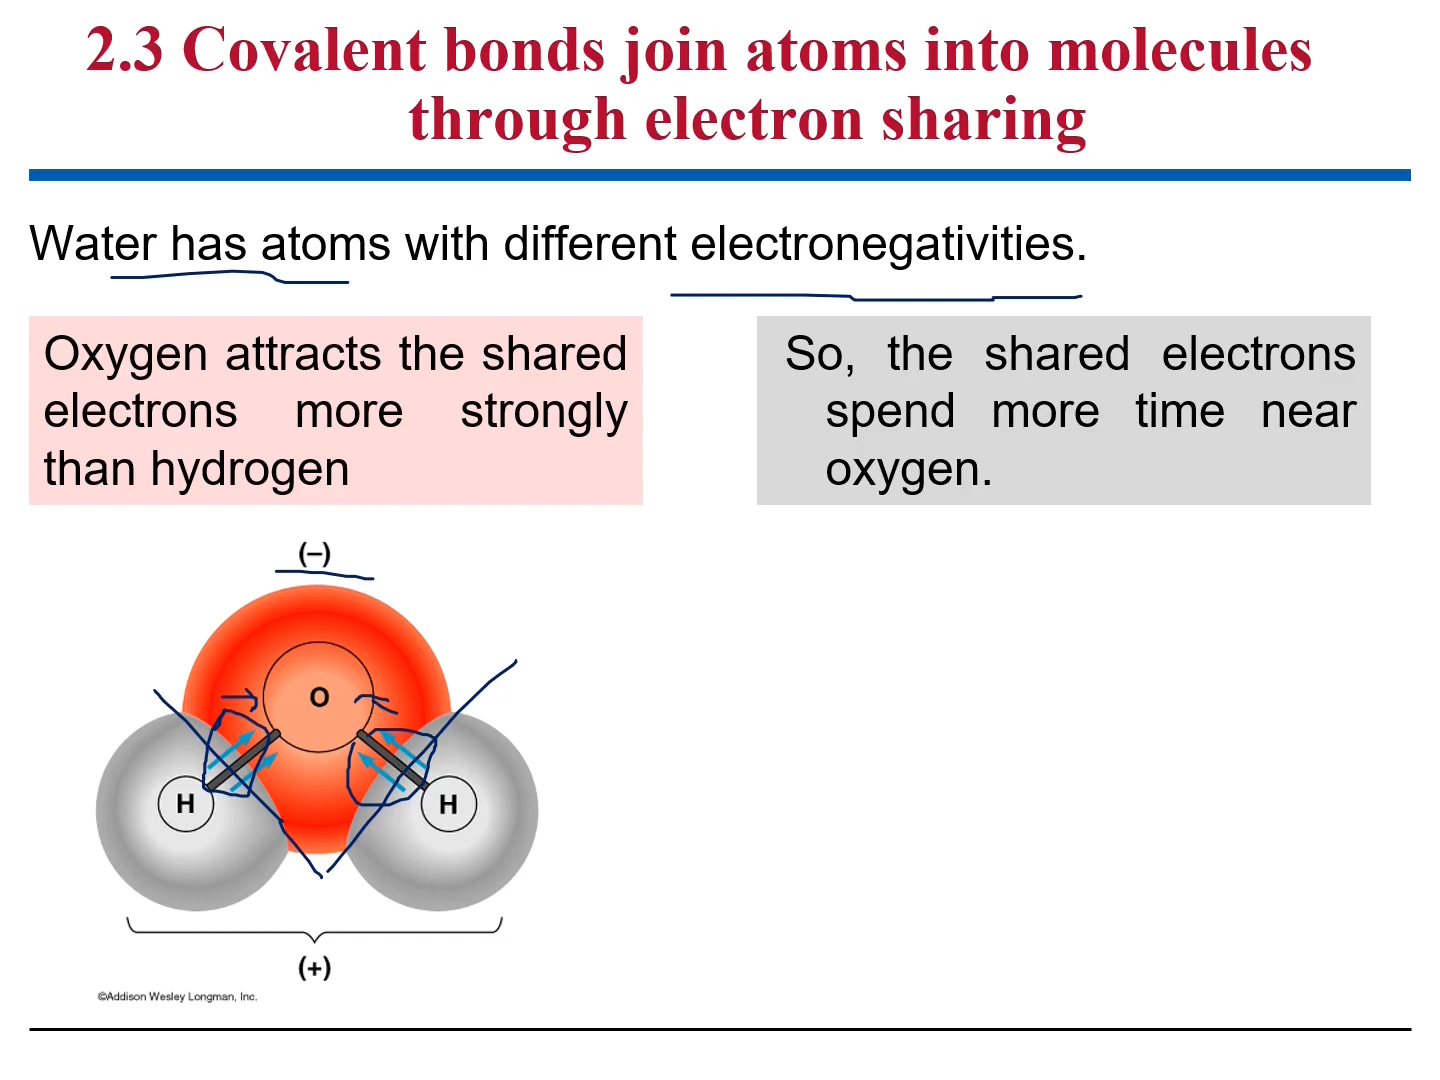 2.3 Covalent bonds join atoms into molecules
through electron sharing
Water has atoms with different electronegativities.
Oxygen attracts the shared
electrons more strongly
than hydrogen
So, the shared electrons
spend more time near
oxygen.
(–)
O
H
H
(+)
©Addison Wesley Longman, Inc.